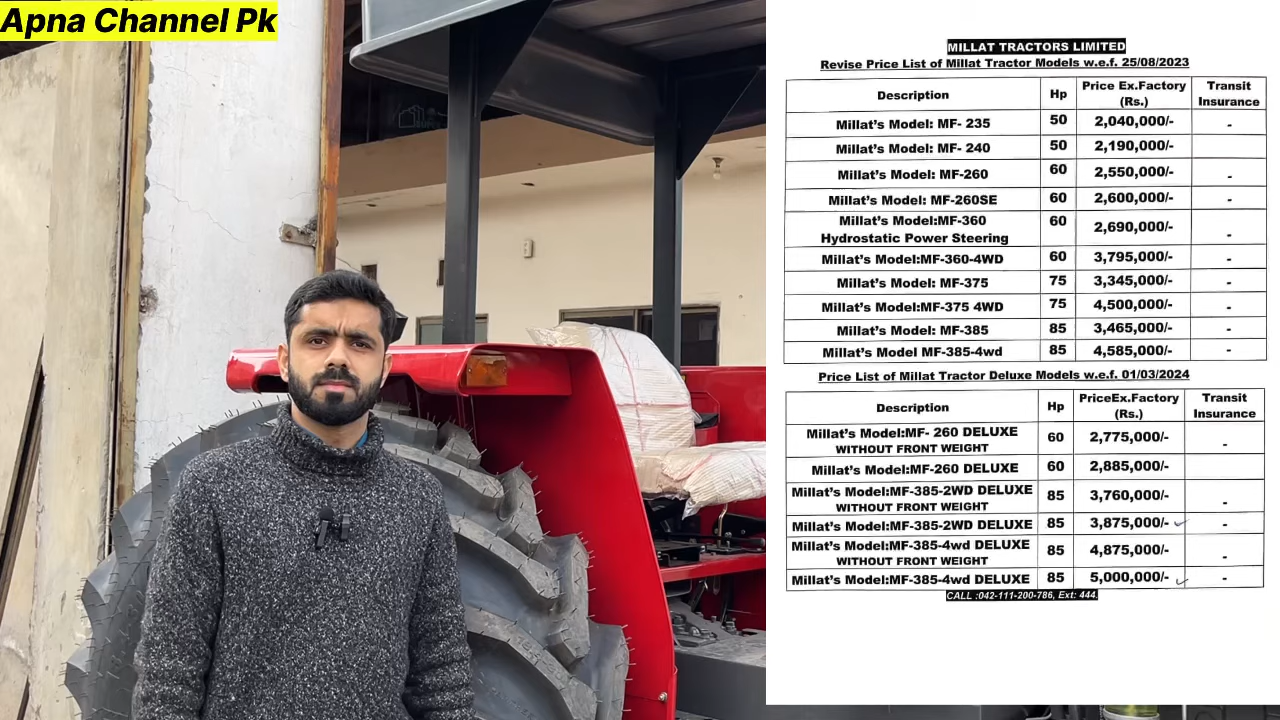 Apna Channel Pk
MILLAT TRACTORS LIMITED
Revise Price List of Millat Tractor Models w.e.f. 25/08/2023
Description Hp Price Ex.Factory (Rs.) Transit Insurance
Millat's Model: MF- 235 50 2,040,000/- -
Millat's Model: MF- 240 50 2,190,000/-
Millat's Model: MF-260 60 2,550,000/- -
Millat's Model: MF-260SE 60 2,600,000/- -
Millat's Model:MF-360 Hydrostatic Power Steering 60 2,690,000/- -
Millat's Model:MF-360-4WD 60 3,795,000/- -
Millat's Model: MF-375 75 3,345,000/- -
Millat's Model:MF-375 4WD 75 4,500,000/- -
Millat's Model: MF-385 85 3,465,000/- -
Millat's Model MF-385-4wd 85 4,585,000/- -
Price List of Millat Tractor Deluxe Models w.e.f. 01/03/2024
Description Hp PriceEx.Factory (Rs.) Transit Insurance
Millat's Model:MF- 260 DELUXE WITHOUT FRONT WEIGHT 60 2,775,000/- -
Millat's Model:MF-260 DELUXE 60 2,885,000/-
Millat's Model:MF-385-2WD DELUXE WITHOUT FRONT WEIGHT 85 3,760,000/- -
Millat's Model:MF-385-2WD DELUXE 85 3,875,000/- -
Millat's Model:MF-385-4wd DELUXE WITHOUT FRONT WEIGHT 85 4,875,000/- -
Millat's Model:MF-385-4wd DELUXE 85 5,000,000/- -
CALL :042-111-200-786, Ext: 444.